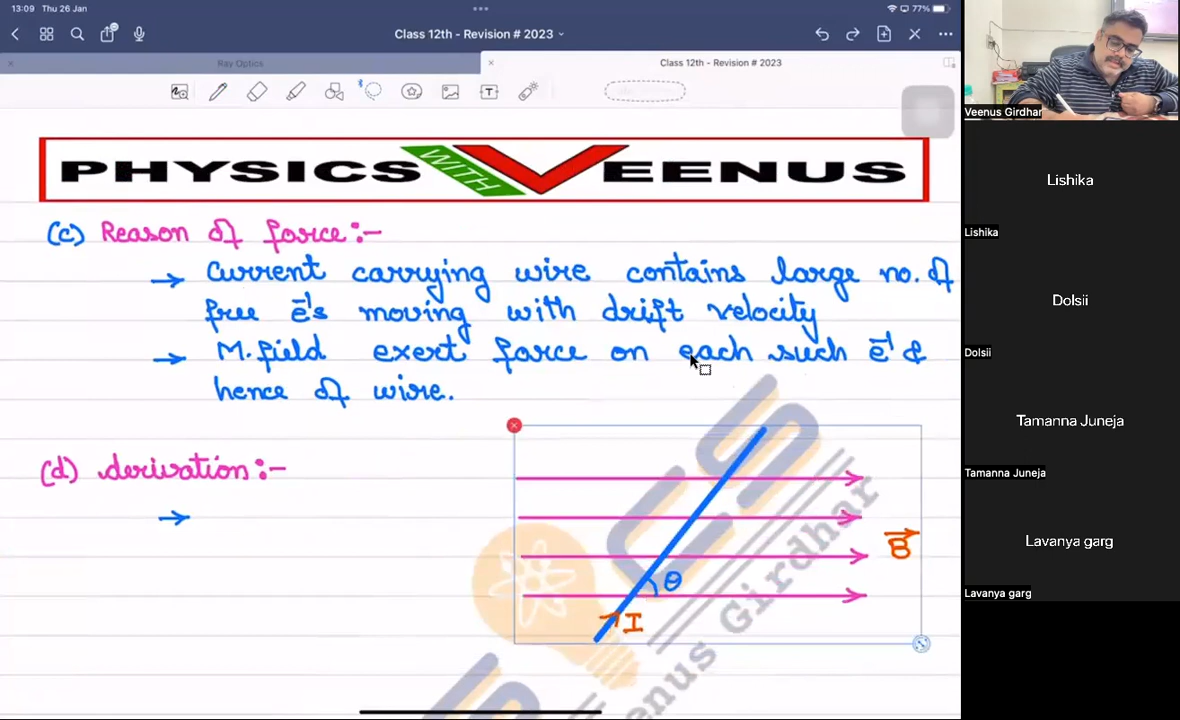 13:09 Thu 26 Jan
77%
Class 12th - Revision # 2023
Ray Optics
Class 12th - Revision # 2023
PHYSICS WITH VEENUS
(c) Reason of force:-
→ Current carrying wire contains large no. of
free e⁻'s moving with drift velocity
→ M. field exert force on each such e⁻ &
hence of wire.
(d) derivation:-
→
B
θ
I
Veenus Girdhar
Veenus Girdhar
Lishika
Lishika
Dolsii
Dolsii
Tamanna Juneja
Tamanna Juneja
Lavanya garg
Lavanya garg